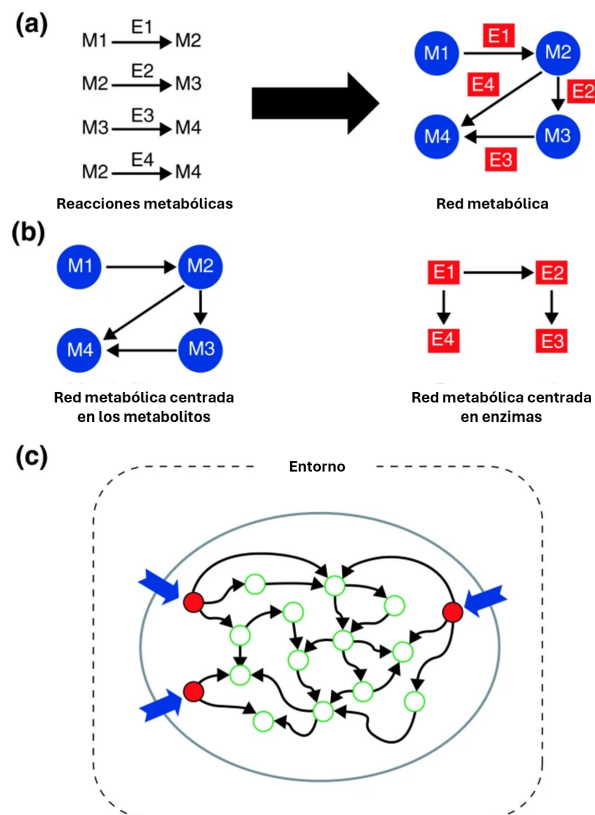 (a)
M1 E1 M2
M2 E2 M3
M3 E3 M4
M2 E4 M4
Reacciones metabólicas
M1 E1 M2
E4 E2
M4 M3
E3
Red metabólica
(b)
M1 M2
M4 M3
Red metabólica centrada
en los metabolitos
E1 E2
E4 E3
Red metabólica centrada
en enzimas
(c)
Entorno